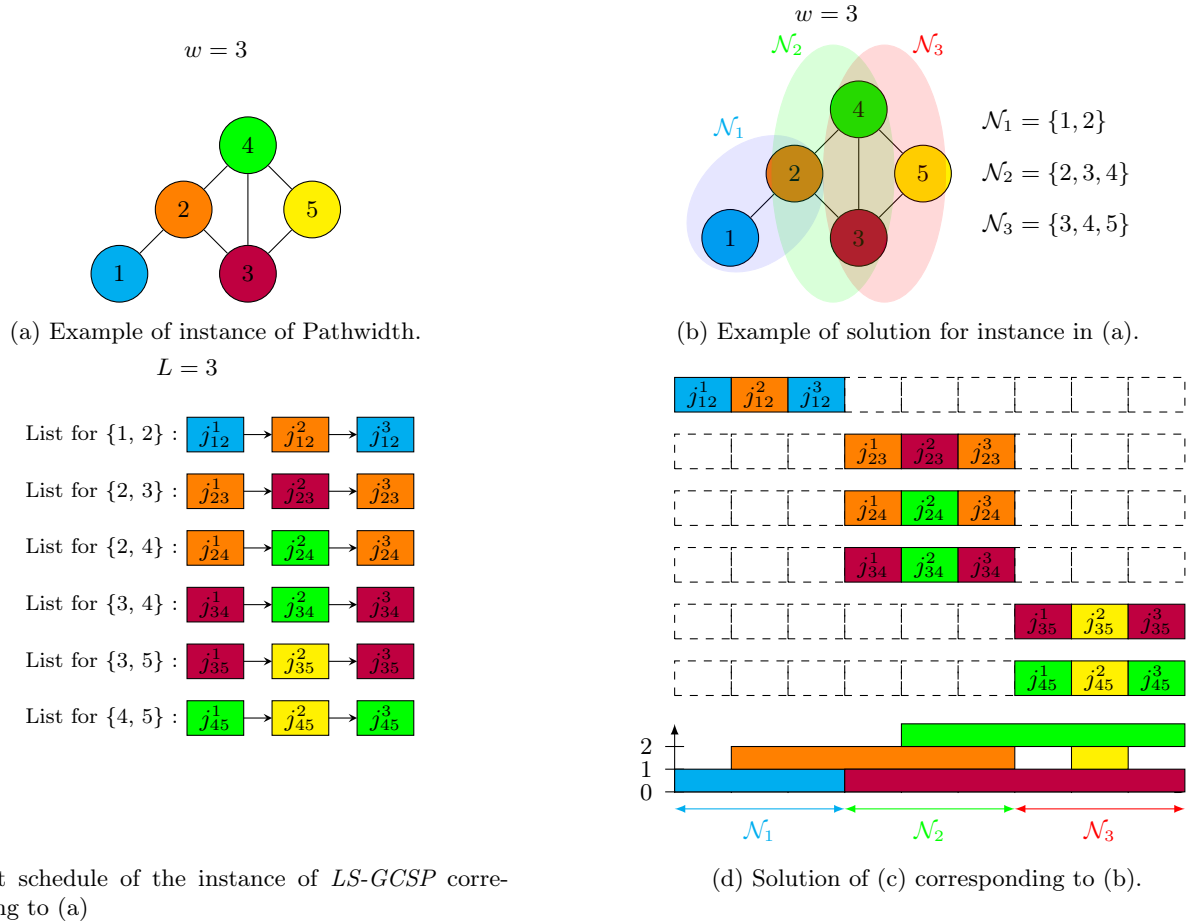 w = 3
4
2
5
1
3
(a) Example of instance of Pathwidth.
w = 3
𝒩₂
𝒩₃
𝒩₁
4
2
5
1
3
𝒩₁ = {1, 2}
𝒩₂ = {2, 3, 4}
𝒩₃ = {3, 4, 5}
(b) Example of solution for instance in (a).
L = 3
List for {1, 2} : j¹₁₂ j²₁₂ j³₁₂
List for {2, 3} : j¹₂₃ j²₂₃ j³₂₃
List for {2, 4} : j¹₂₄ j²₂₄ j³₂₄
List for {3, 4} : j¹₃₄ j²₃₄ j³₃₄
List for {3, 5} : j¹₃₅ j²₃₅ j³₃₅
List for {4, 5} : j¹₄₅ j²₄₅ j³₄₅
t schedule of the instance of LS-GCSP corre-
ng to (a)
j¹₁₂ j²₁₂ j³₁₂
j¹₂₃ j²₂₃ j³₂₃
j¹₂₄ j²₂₄ j³₂₄
j¹₃₄ j²₃₄ j³₃₄
j¹₃₅ j²₃₅ j³₃₅
j¹₄₅ j²₄₅ j³₄₅
2
1
0
𝒩₁ 𝒩₂ 𝒩₃
(d) Solution of (c) corresponding to (b).